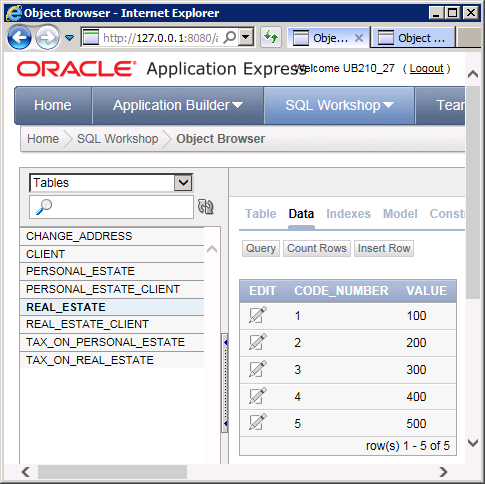 Object Browser - Internet Explorer
http://127.0.0.1:8080/a
Obje...
Object ...
ORACLE Application Express
Welcome UB210_27 ( Logout )
Home Application Builder SQL Workshop Team
Home SQL Workshop Object Browser
Tables
CHANGE_ADDRESS
CLIENT
PERSONAL_ESTATE
PERSONAL_ESTATE_CLIENT
REAL_ESTATE
REAL_ESTATE_CLIENT
TAX_ON_PERSONAL_ESTATE
TAX_ON_REAL_ESTATE
Table Data Indexes Model Constr
Query Count Rows Insert Row
EDIT CODE_NUMBER VALUE
1 100
2 200
3 300
4 400
5 500
row(s) 1 - 5 of 5